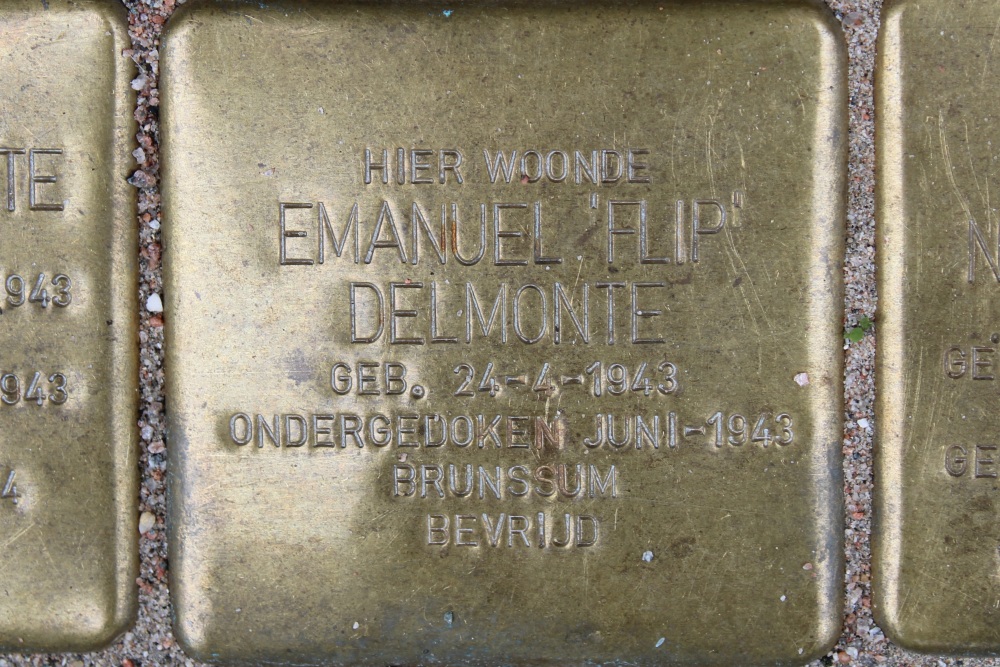 HIER WOONDE
EMANUEL 'FLIP'
DELMONTE
GEB. 24-4-1943
ONDERGEDOKEN JUNI-1943
BRUNSSUM
BEVRIJD